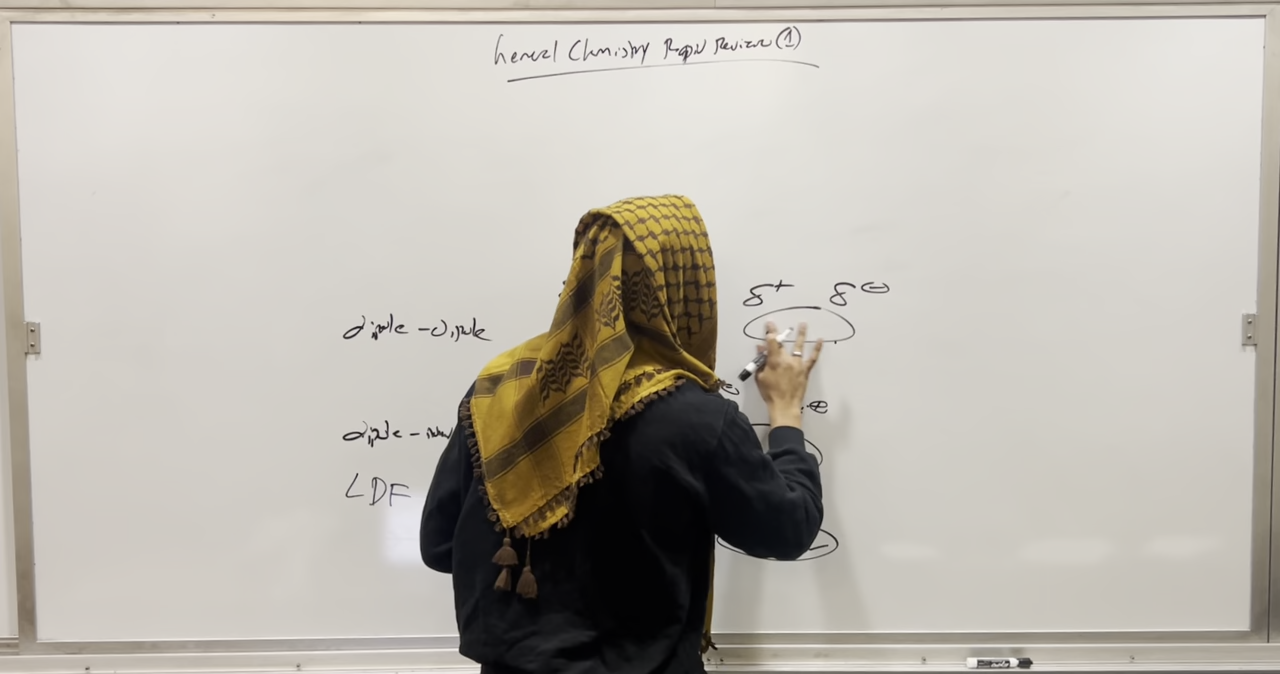 General Chemistry Rapid Review (1)
δ+ δ⊖
dipole - dipole
⊕
dipole -
LDF